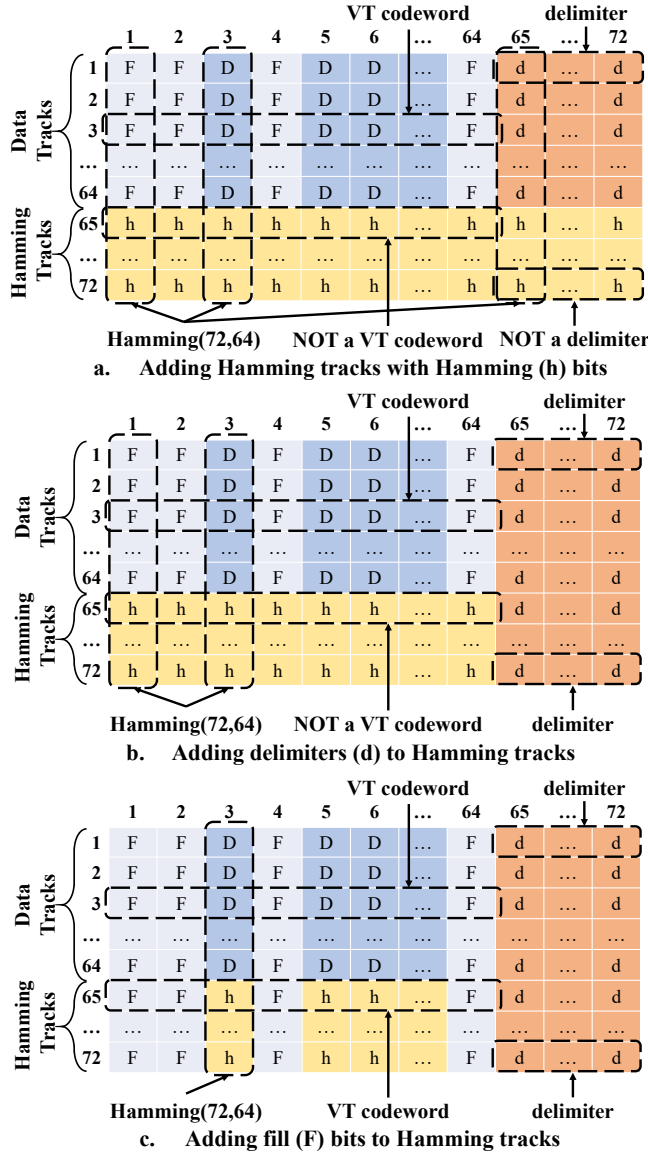 VT codeword delimiter
1 2 3 4 5 6 … 64 65 … 72
Data Tracks
1 F F D F D D … F d … d
2 F F D F D D … F d … d
3 F F D F D D … F d … d
… … … … … … … … … … … …
64 F F D F D D … F d … d
Hamming Tracks
65 h h h h h h … h h … h
… … … … … … … … … … … …
72 h h h h h h … h h … h
Hamming(72,64) NOT a VT codeword NOT a delimiter
a. Adding Hamming tracks with Hamming (h) bits
VT codeword delimiter
1 2 3 4 5 6 … 64 65 … 72
Data Tracks
1 F F D F D D … F d … d
2 F F D F D D … F d … d
3 F F D F D D … F d … d
… … … … … … … … … … … …
64 F F D F D D … F d … d
Hamming Tracks
65 h h h h h h … h d … d
… … … … … … … … … … … …
72 h h h h h h … h d … d
Hamming(72,64) NOT a VT codeword delimiter
b. Adding delimiters (d) to Hamming tracks
VT codeword delimiter
1 2 3 4 5 6 … 64 65 … 72
Data Tracks
1 F F D F D D … F d … d
2 F F D F D D … F d … d
3 F F D F D D … F d … d
… … … … … … … … … … … …
64 F F D F D D … F d … d
Hamming Tracks
65 F F h F h h … F d … d
… … … … … … … … … … … …
72 F F h F h h … F d … d
Hamming(72,64) VT codeword delimiter
c. Adding fill (F) bits to Hamming tracks